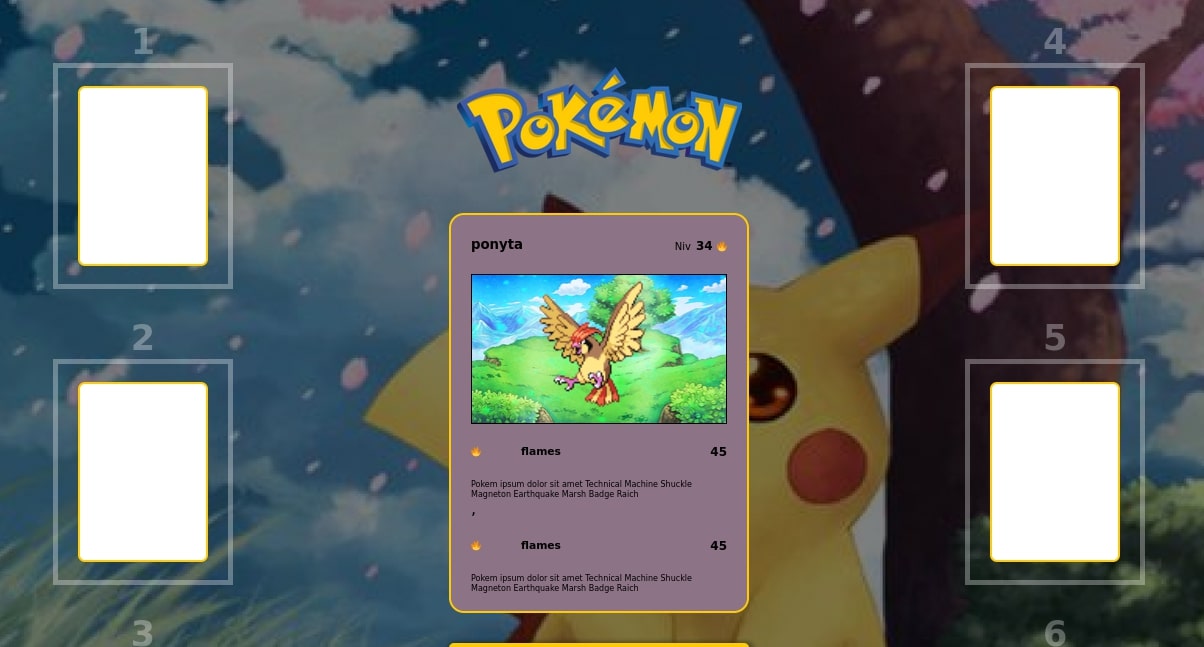 1
4
POKéMON
ponyta
Niv 34
2
5
flames 45
Pokem ipsum dolor sit amet Technical Machine Shuckle
Magneton Earthquake Marsh Badge Raich
,
flames 45
Pokem ipsum dolor sit amet Technical Machine Shuckle
Magneton Earthquake Marsh Badge Raich
3
6